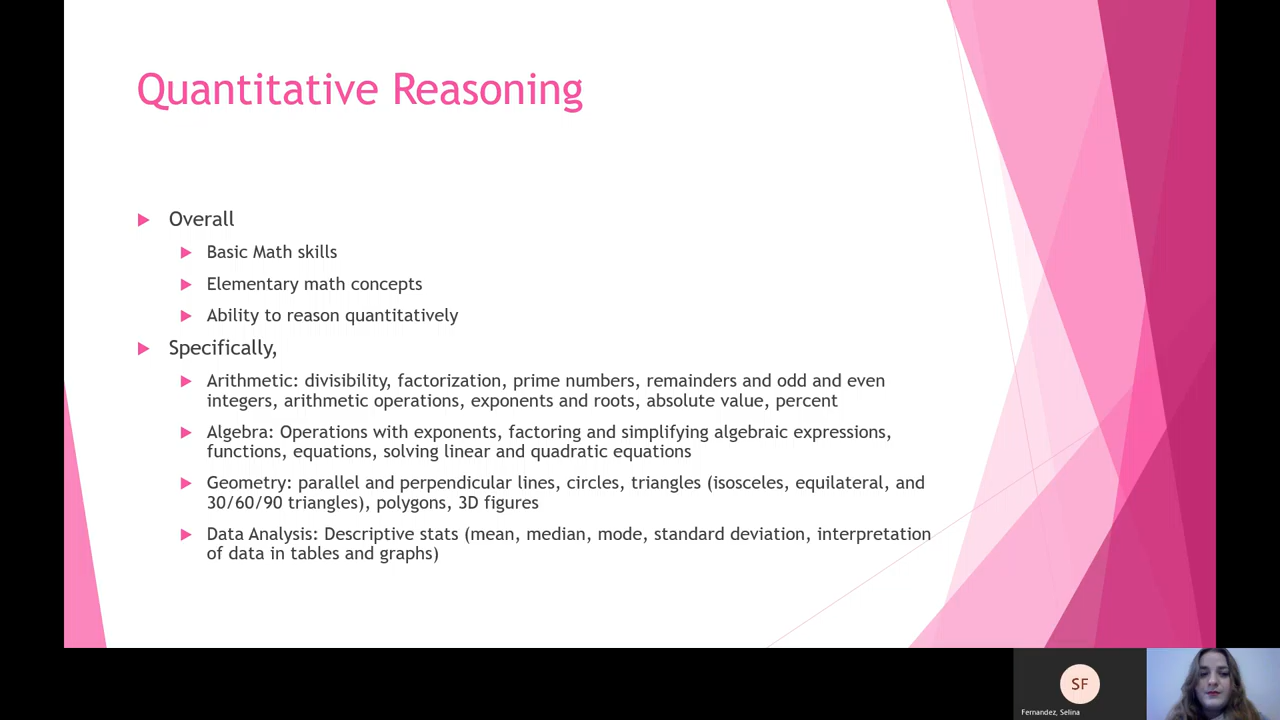 Quantitative Reasoning
Overall
Basic Math skills
Elementary math concepts
Ability to reason quantitatively
Specifically,
Arithmetic: divisibility, factorization, prime numbers, remainders and odd and even
integers, arithmetic operations, exponents and roots, absolute value, percent
Algebra: Operations with exponents, factoring and simplifying algebraic expressions,
functions, equations, solving linear and quadratic equations
Geometry: parallel and perpendicular lines, circles, triangles (isosceles, equilateral, and
30/60/90 triangles), polygons, 3D figures
Data Analysis: Descriptive stats (mean, median, mode, standard deviation, interpretation
of data in tables and graphs)
SF
Fernandez, Selina